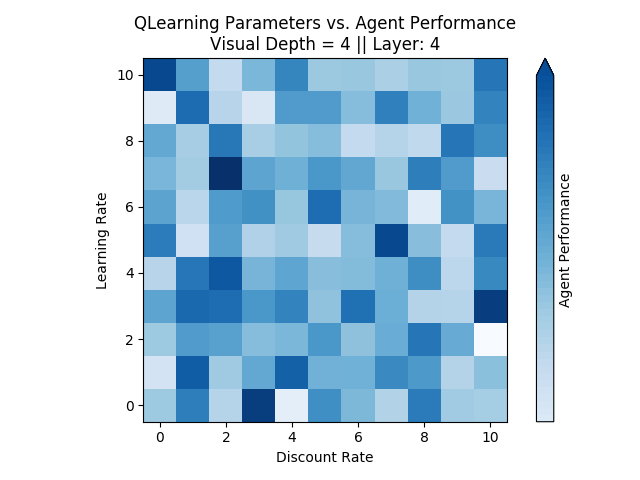 QLearning Parameters vs. Agent Performance
Visual Depth = 4 || Layer: 4
10
8
6
4
2
0
Learning Rate
0 2 4 6 8 10
Discount Rate
Agent Performance